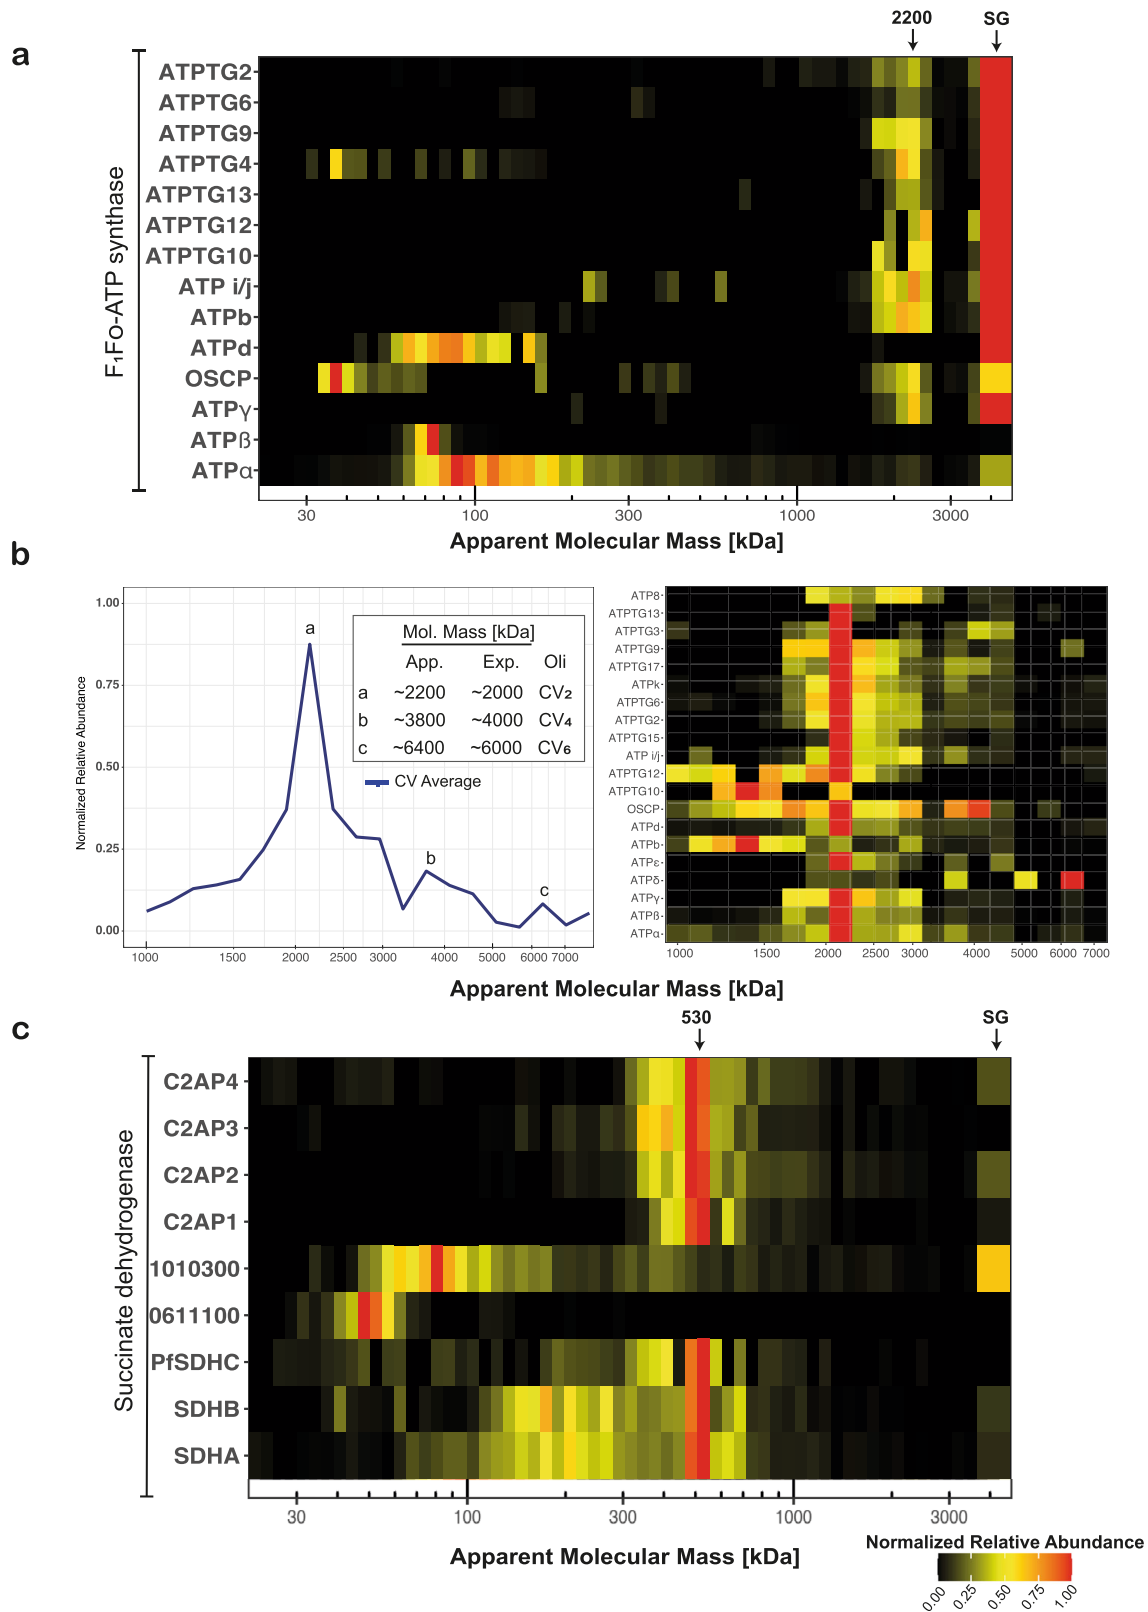 a
2200 SG
F₁Fo-ATP synthase
ATPTG2
ATPTG6
ATPTG9
ATPTG4
ATPTG13
ATPTG12
ATPTG10
ATP i/j
ATPb
ATPd
OSCP
ATPγ
ATPß
ATPα
30 100 300 1000 3000
Apparent Molecular Mass [kDa]
b
Normalized Relative Abundance
1.00
0.75
0.50
0.25
0.00
a
b
c
Mol. Mass [kDa]
App. Exp. Oli
a ~2200 ~2000 CV₂
b ~3800 ~4000 CV₄
c ~6400 ~6000 CV₆
CV Average
1000 1500 2000 2500 3000 4000 5000 6000 7000
ATP8
ATPTG13
ATPTG3
ATPTG9
ATPTG17
ATPk
ATPTG6
ATPTG2
ATPTG15
ATP i/j
ATPTG12
ATPTG10
OSCP
ATPd
ATPb
ATPε
ATPδ
ATPγ
ATPß
ATPα
1000 1500 2000 2500 3000 4000 5000 6000 7000
Apparent Molecular Mass [kDa]
c
530 SG
Succinate dehydrogenase
C2AP4
C2AP3
C2AP2
C2AP1
1010300
0611100
PfSDHC
SDHB
SDHA
30 100 300 1000 3000
Apparent Molecular Mass [kDa]
Normalized Relative Abundance
0.00 0.25 0.50 0.75 1.00